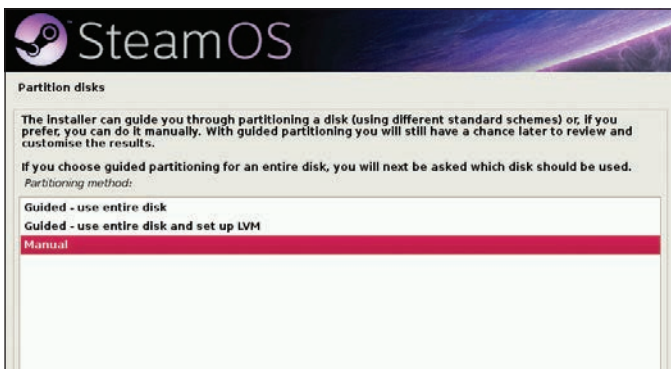 SteamOS
Partition disks
The installer can guide you through partitioning a disk (using different standard schemes) or, if you
prefer, you can do it manually. With guided partitioning you will still have a chance later to review and
customise the results.
If you choose guided partitioning for an entire disk, you will next be asked which disk should be used.
Partitioning method:
Guided - use entire disk
Guided - use entire disk and set up LVM
Manual